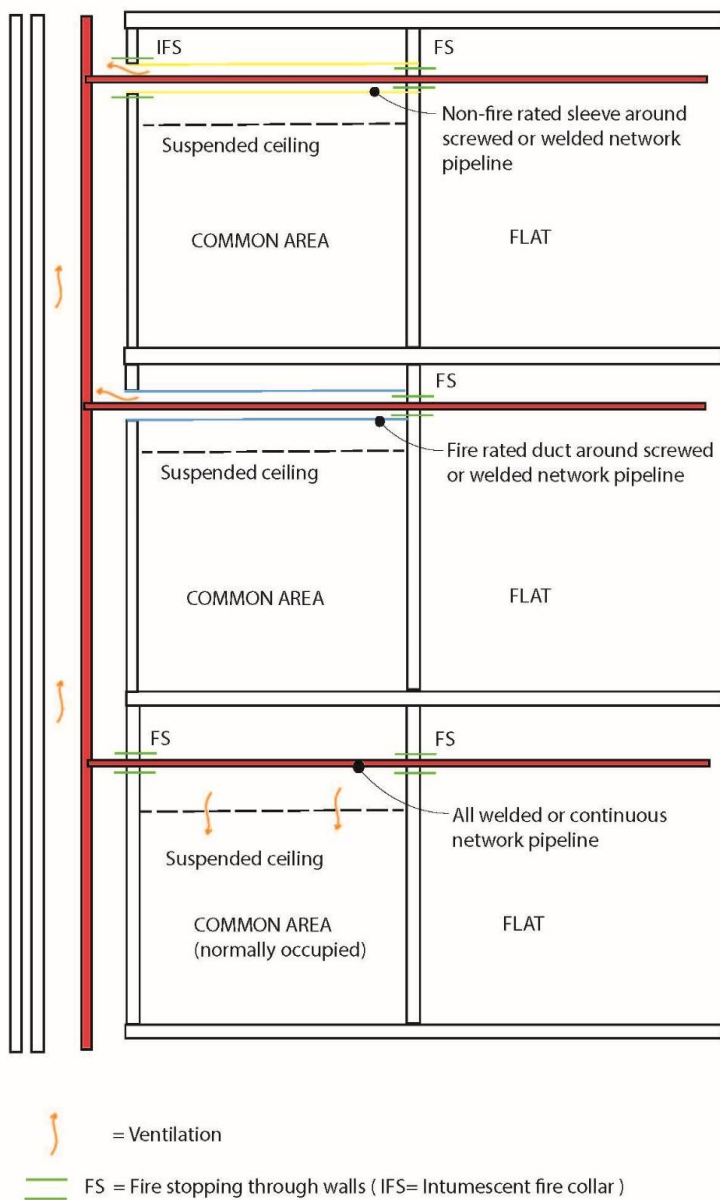 IFS
FS
Non-fire rated sleeve around
screwed or welded network
pipeline
Suspended ceiling
COMMON AREA
FLAT
FS
Fire rated duct around screwed
or welded network pipeline
Suspended ceiling
COMMON AREA
FLAT
FS
FS
All welded or continuous
network pipeline
Suspended ceiling
COMMON AREA
(normally occupied)
FLAT
= Ventilation
FS = Fire stopping through walls ( IFS= Intumescent fire collar )